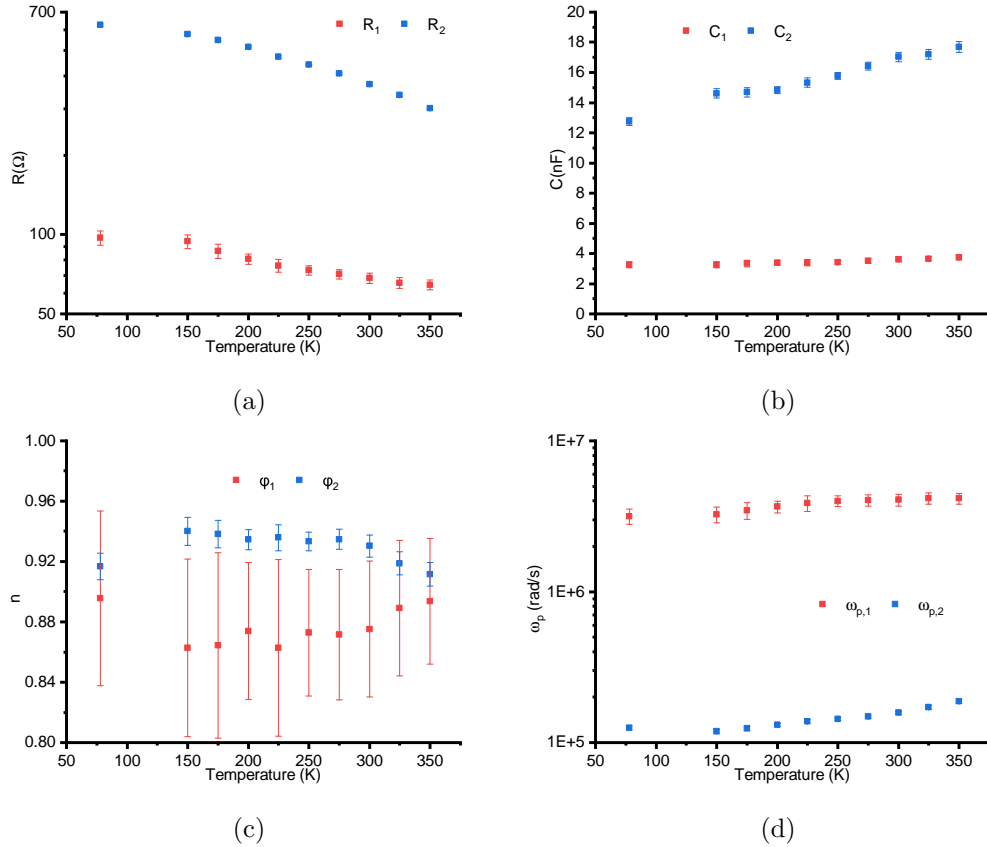 700
100
50
R(Ω)
R₁ R₂
50 100 150 200 250 300 350
Temperature (K)
(a)
20
18
16
14
12
10
8
6
4
2
0
C(nF)
C₁ C₂
50 100 150 200 250 300 350
Temperature (K)
(b)
1.00
0.96
0.92
0.88
0.84
0.80
n
φ₁ φ₂
50 100 150 200 250 300 350
Temperature (K)
(c)
1E+7
1E+6
1E+5
ωₚ (rad/s)
ωₚ,₁ ωₚ,₂
50 100 150 200 250 300 350
Temperature (K)
(d)